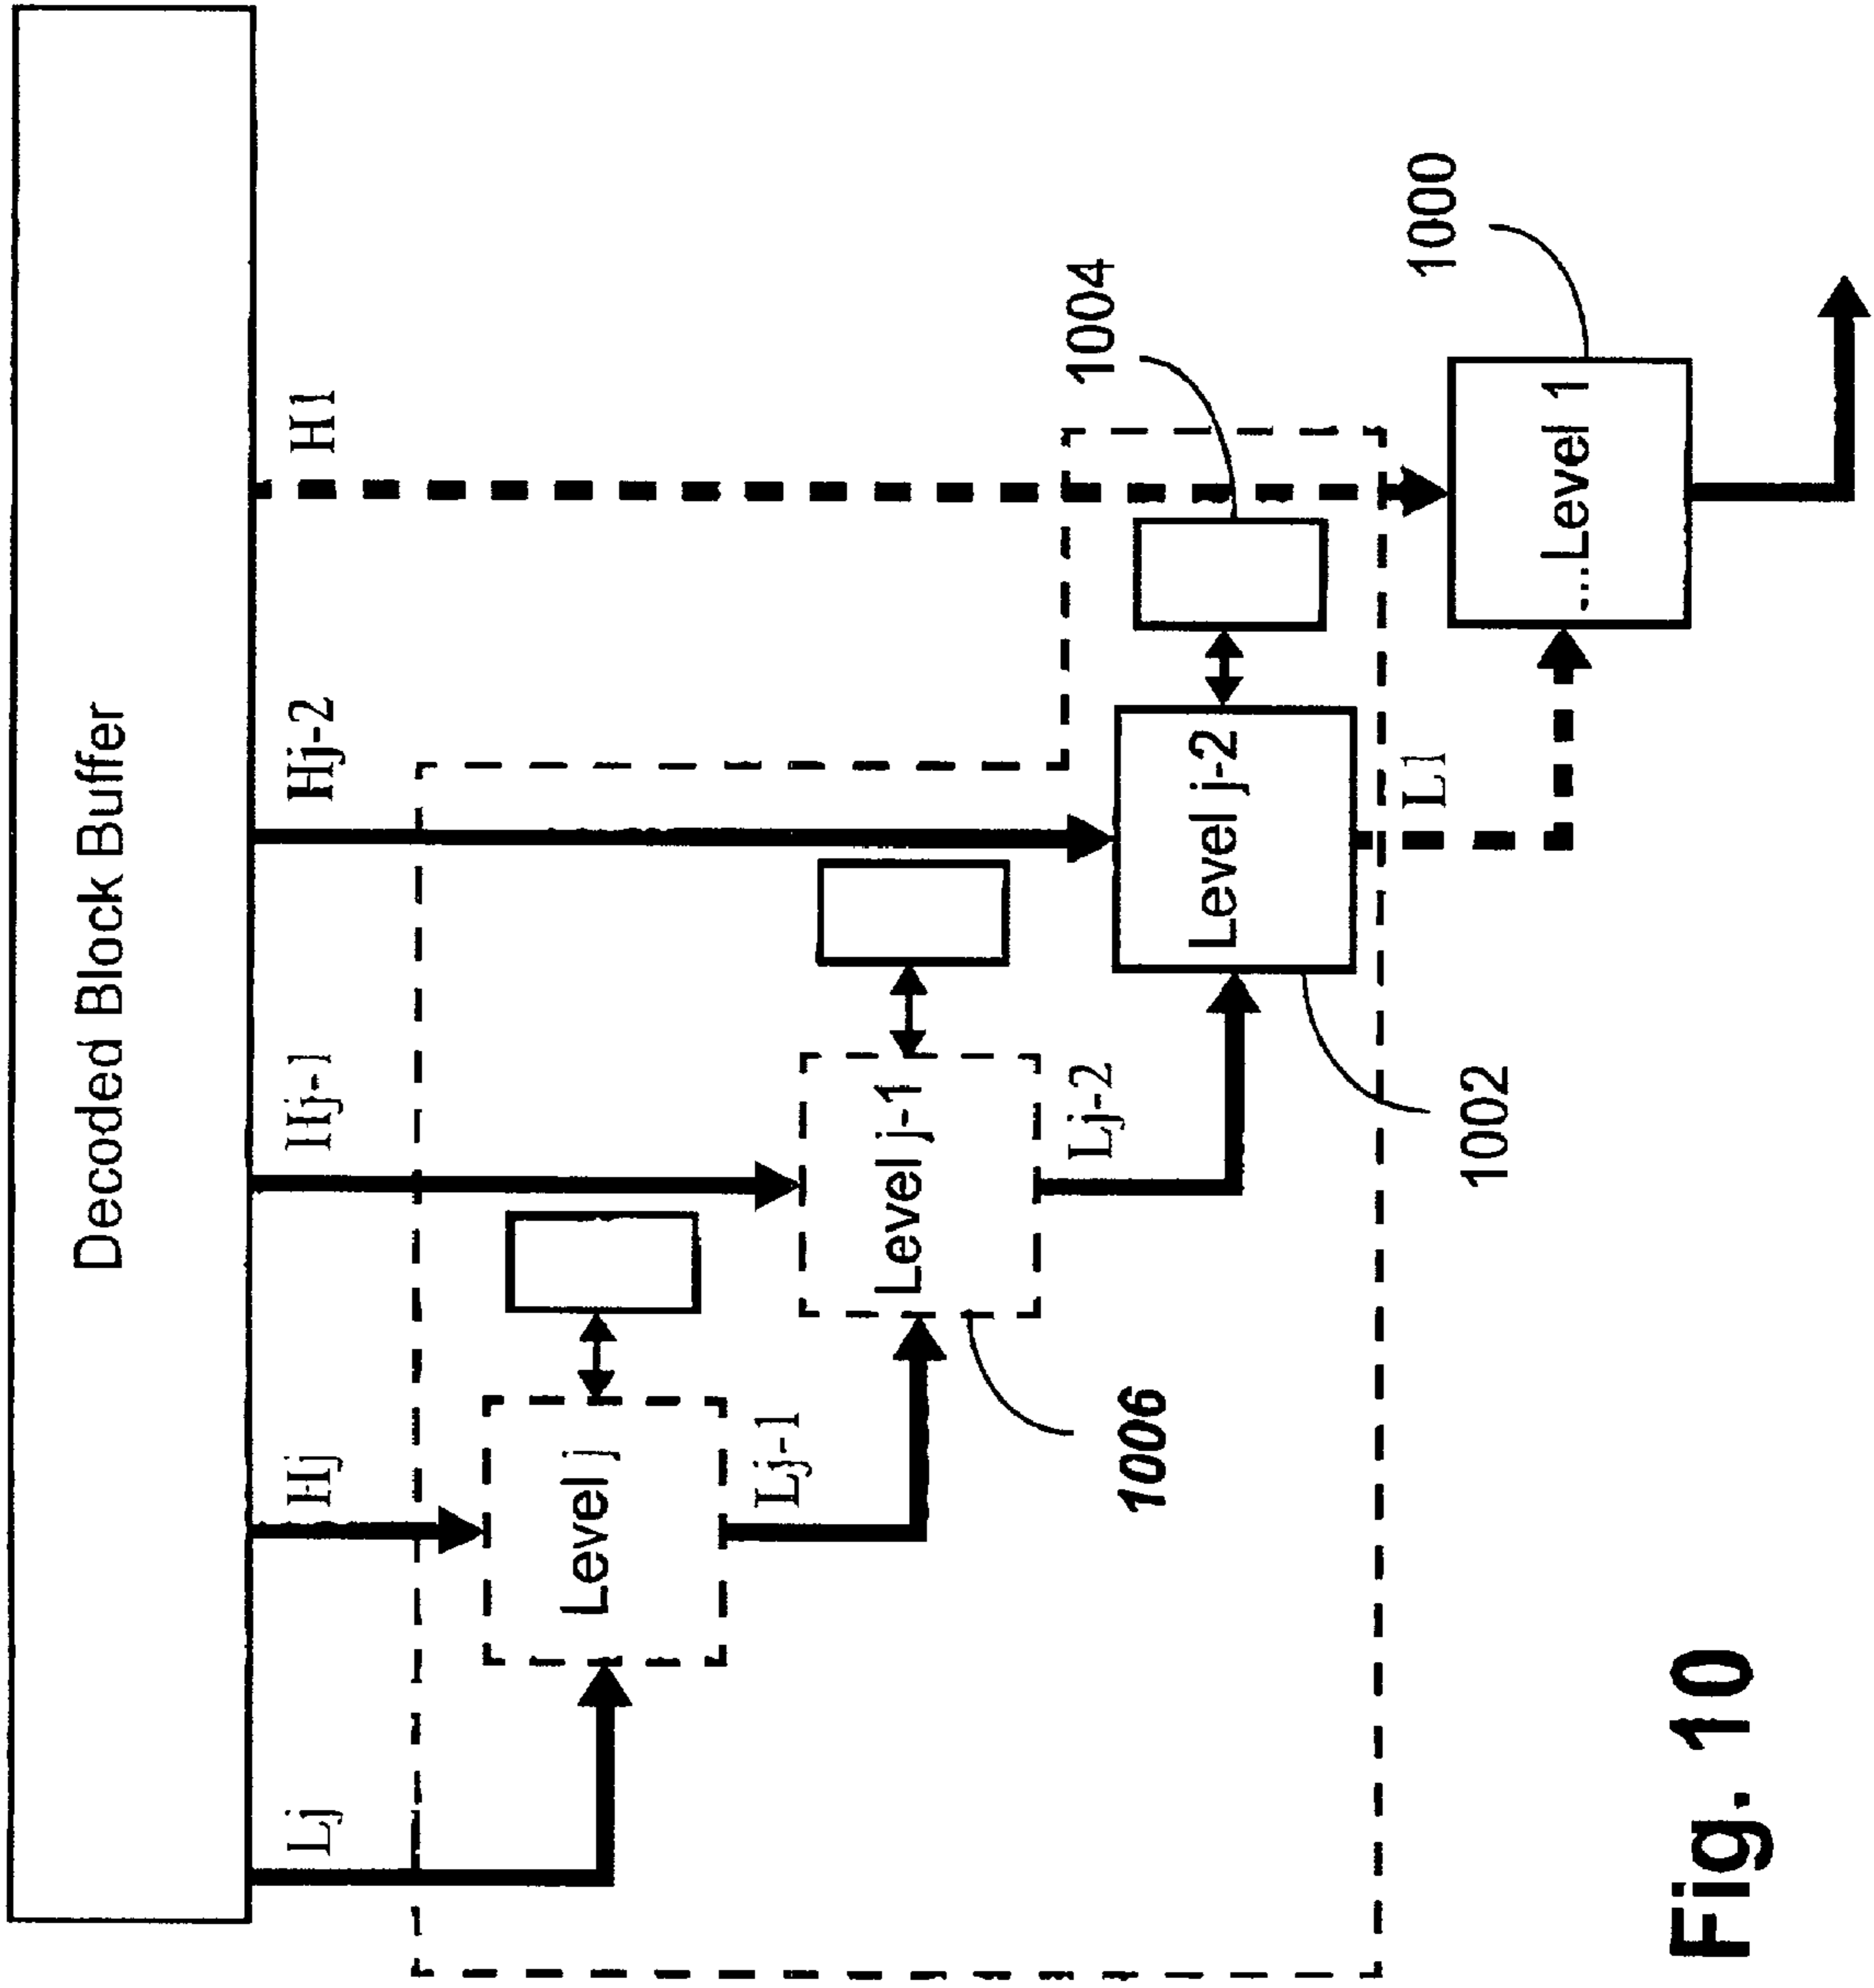 Decoded Block Buffer
Lj
Hj
Hj-1
Hj-2
H1
Level j
Lj-1
Level j-1
1006
Lj-2
Level j-2
1002
1004
L1
...Level 1
1000
Fig. 10